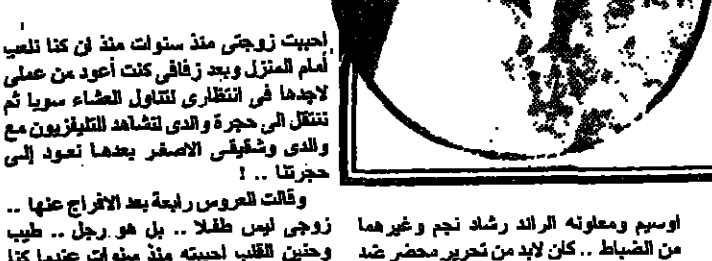 احببت زوجتى منذ سنوات منذ ان كنا نلعب
أمام المنزل وبعد زفافى كنت أعود من عملى
لاجدها فى انتظارى لنتناول العشاء سويا ثم
ننتقل الى حجرة والدى لنشاهد التليفزيون مع
والدى وشقيقى الاصغر بعدها نعود إلى
حجرتنا .. !
وقالت العروس رابعة بعد الافراج عنها ..
زوجى ليس طفلا .. بل هو رجل .. طيب
وحنين القلب احببته منذ سنوات عندما كنا
اوسيم ومعاونه الرائد رشاد نجم وغيرهما
من الضباط .. كان لابد من تحرير محضر ضد